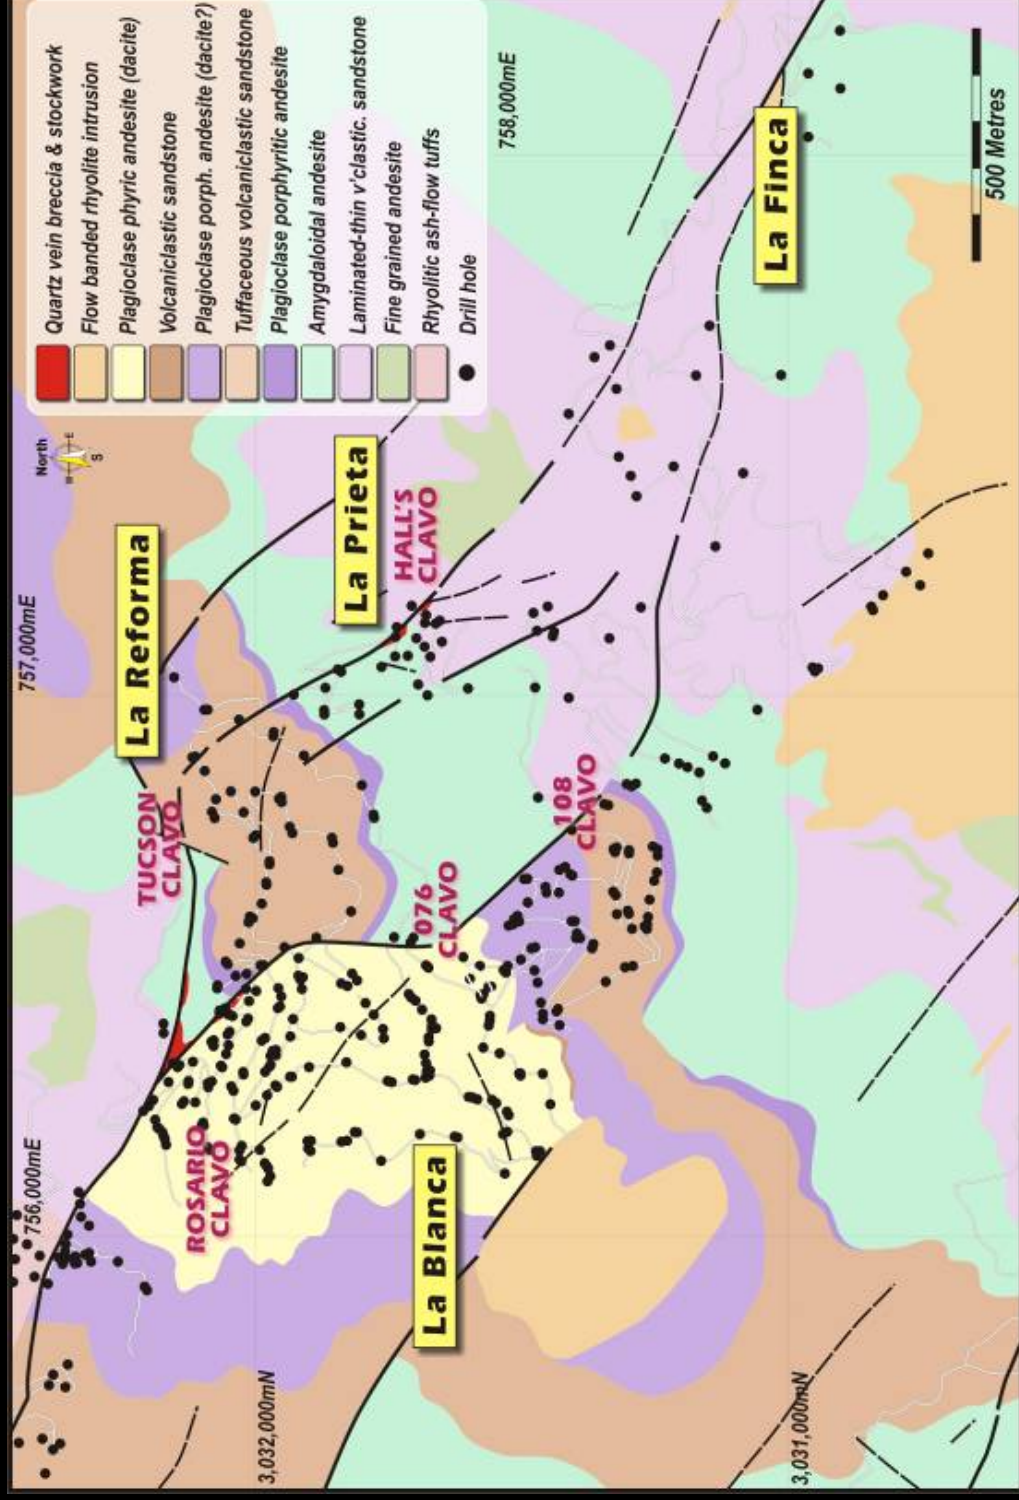 Quartz vein breccia & stockwork
Flow banded rhyolite intrusion
Plagioclase phyric andesite (dacite)
Volcaniclastic sandstone
Plagioclase porph. andesite (dacite?)
Tuffaceous volcaniclastic sandstone
Plagioclase porphyritic andesite
Amygdaloidal andesite
Laminated-thin v'clastic. sandstone
Fine grained andesite
Rhyolitic ash-flow tuffs
Drill hole
North
E
S
756,000mE
757,000mE
758,000mE
3,032,000mN
3,031,000mN
La Reforma
La Prieta
La Finca
La Blanca
TUCSON
CLAVO
HALL'S
CLAVO
ROSARIO
CLAVO
076
CLAVO
108
CLAVO
500 Metres